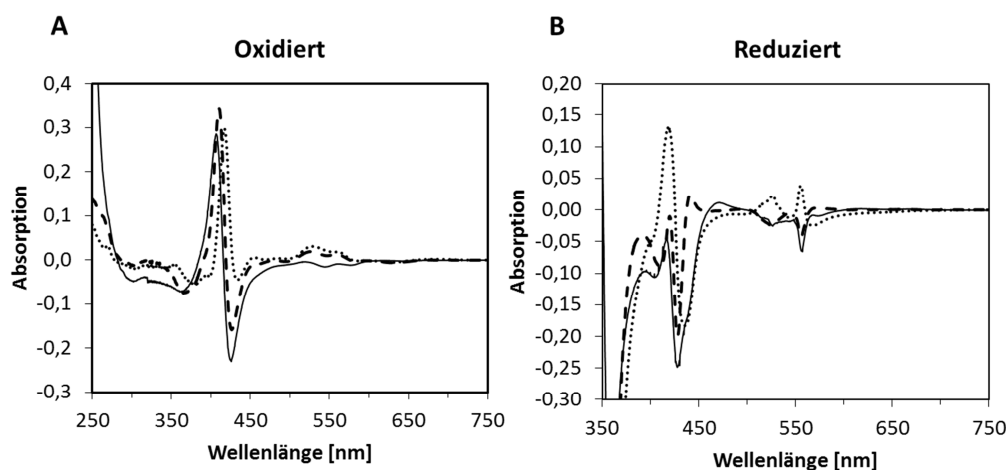 A
Oxidiert
0,4
0,3
0,2
0,1
0,0
-0,1
-0,2
-0,3
250 350 450 550 650 750
Absorption
Wellenlänge [nm]
B
Reduziert
0,20
0,15
0,10
0,05
0,00
-0,05
-0,10
-0,15
-0,20
-0,25
-0,30
350 450 550 650 750
Absorption
Wellenlänge [nm]